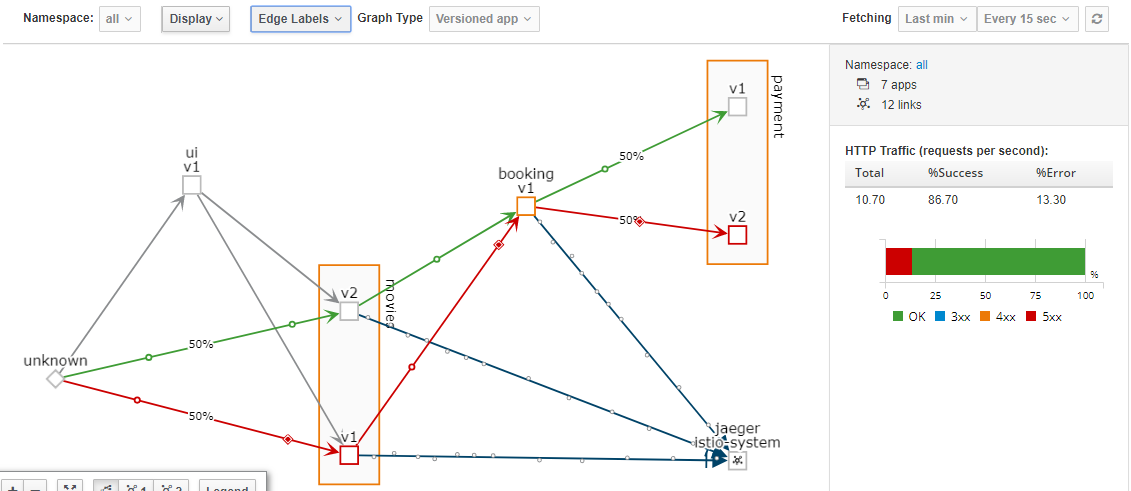 Namespace: all Display Edge Labels Graph Type Versioned app Fetching Last min Every 15 sec
Namespace: all
7 apps
12 links
HTTP Traffic (requests per second):
Total %Success %Error
10.70 86.70 13.30
%
0 25 50 75 100
OK 3xx 4xx 5xx
payment
v1
50%
ui
v1
booking
v1
50%
v2
movies
v2
50%
unknown
50%
v1
jaeger
istio-system
1 2 Legend